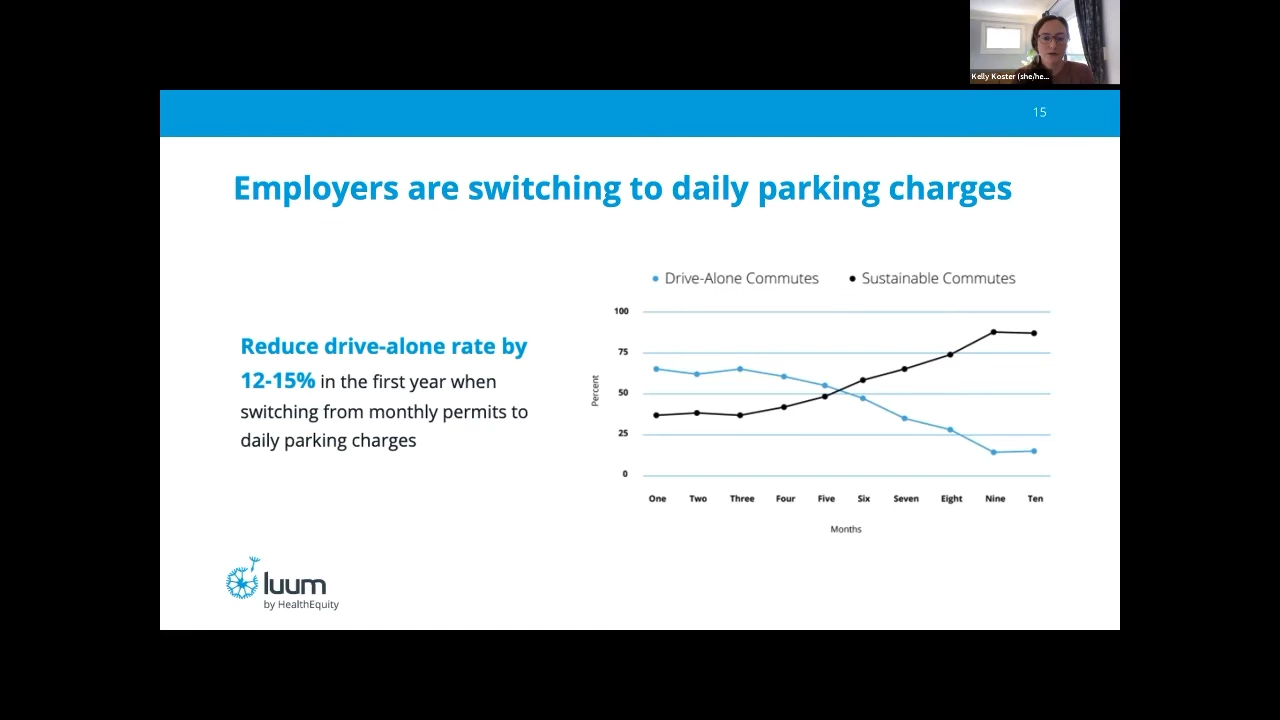 Kelly Koster (she/he...
15
Employers are switching to daily parking charges
Drive-Alone Commutes Sustainable Commutes
Reduce drive-alone rate by
12-15% in the first year when
switching from monthly permits to
daily parking charges
100
75
50
25
0
Percent
One Two Three Four Five Six Seven Eight Nine Ten
Months
luum
by HealthEquity